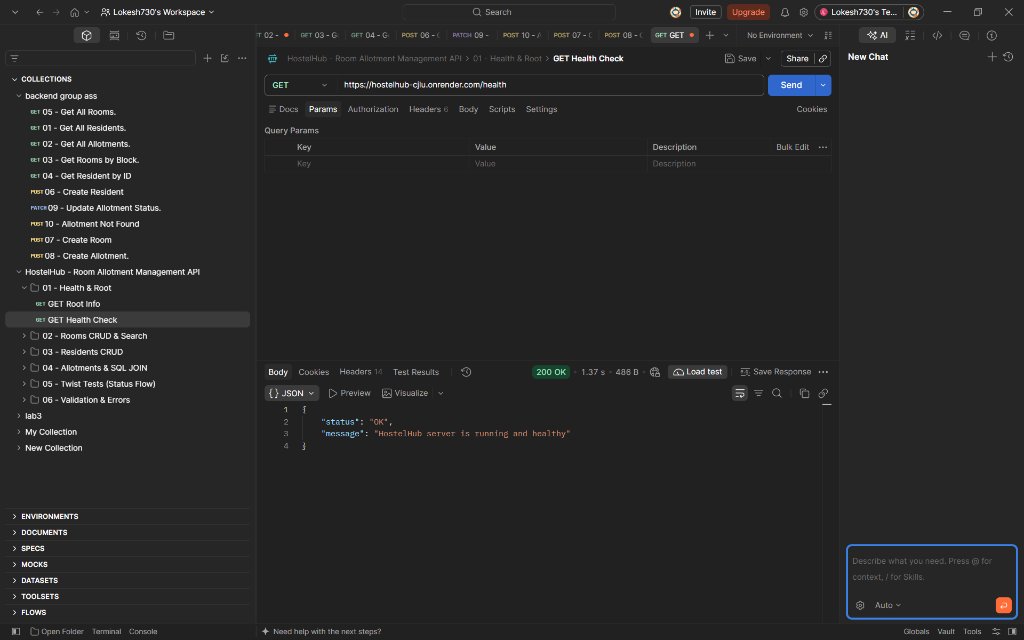 Lokesh730's Workspace
Search
Invite
Upgrade
Lokesh730's Te...
02 -
GET 03 - G
GET 04 - G
POST 06 -
PATCH 09 -
POST 10 -
POST 07 -
POST 08 -
GET GET
No Environment
AI
COLLECTIONS
backend group ass
GET 05 - Get All Rooms.
GET 01 - Get All Residents.
GET 02 - Get All Allotments.
GET 03 - Get Rooms by Block.
GET 04 - Get Resident by ID
POST 06 - Create Resident
PATCH 09 - Update Allotment Status.
POST 10 - Allotment Not Found
POST 07 - Create Room
POST 08 - Create Allotment.
HostelHub - Room Allotment Management API
01 - Health & Root
GET GET Root Info
GET GET Health Check
02 - Rooms CRUD & Search
03 - Residents CRUD
04 - Allotments & SQL JOIN
05 - Twist Tests (Status Flow)
06 - Validation & Errors
lab3
My Collection
New Collection
ENVIRONMENTS
DOCUMENTS
SPECS
MOCKS
DATASETS
TOOLSETS
FLOWS
HostelHub - Room Allotment Management API > 01 - Health & Root > GET Health Check
Save
Share
GET
https://hostelhub-cjiu.onrender.com/health
Send
Docs Params Authorization Headers 6 Body Scripts Settings
Cookies
Query Params
Key Value Description Bulk Edit
Key Value Description
Body Cookies Headers 14 Test Results
200 OK • 1.37 s • 486 B
Load test
Save Response
{ } JSON
Preview
Visualize
1 {
2 "status": "OK",
3 "message": "HostelHub server is running and healthy"
4 }
New Chat
Describe what you need. Press @ for
context, / for Skills.
Auto
Open Folder Terminal Console
Need help with the next steps?
Globals Vault Tools